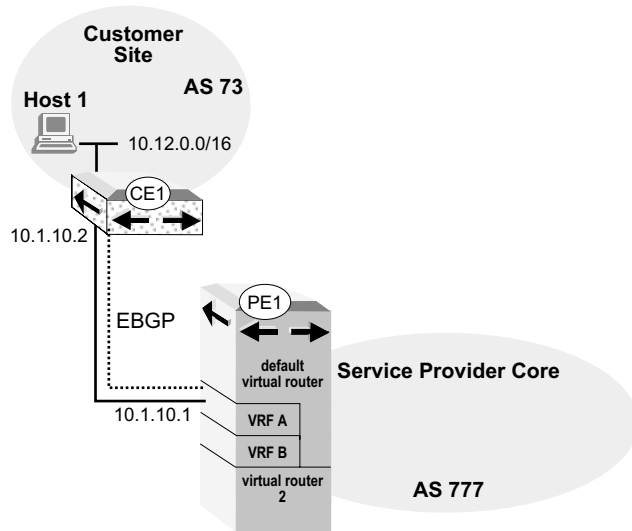 Customer
Site
AS 73
Host 1
10.12.0.0/16
CE1
10.1.10.2
PE1
EBGP
default
virtual router
Service Provider Core
10.1.10.1
VRF A
VRF B
virtual router
2
AS 777